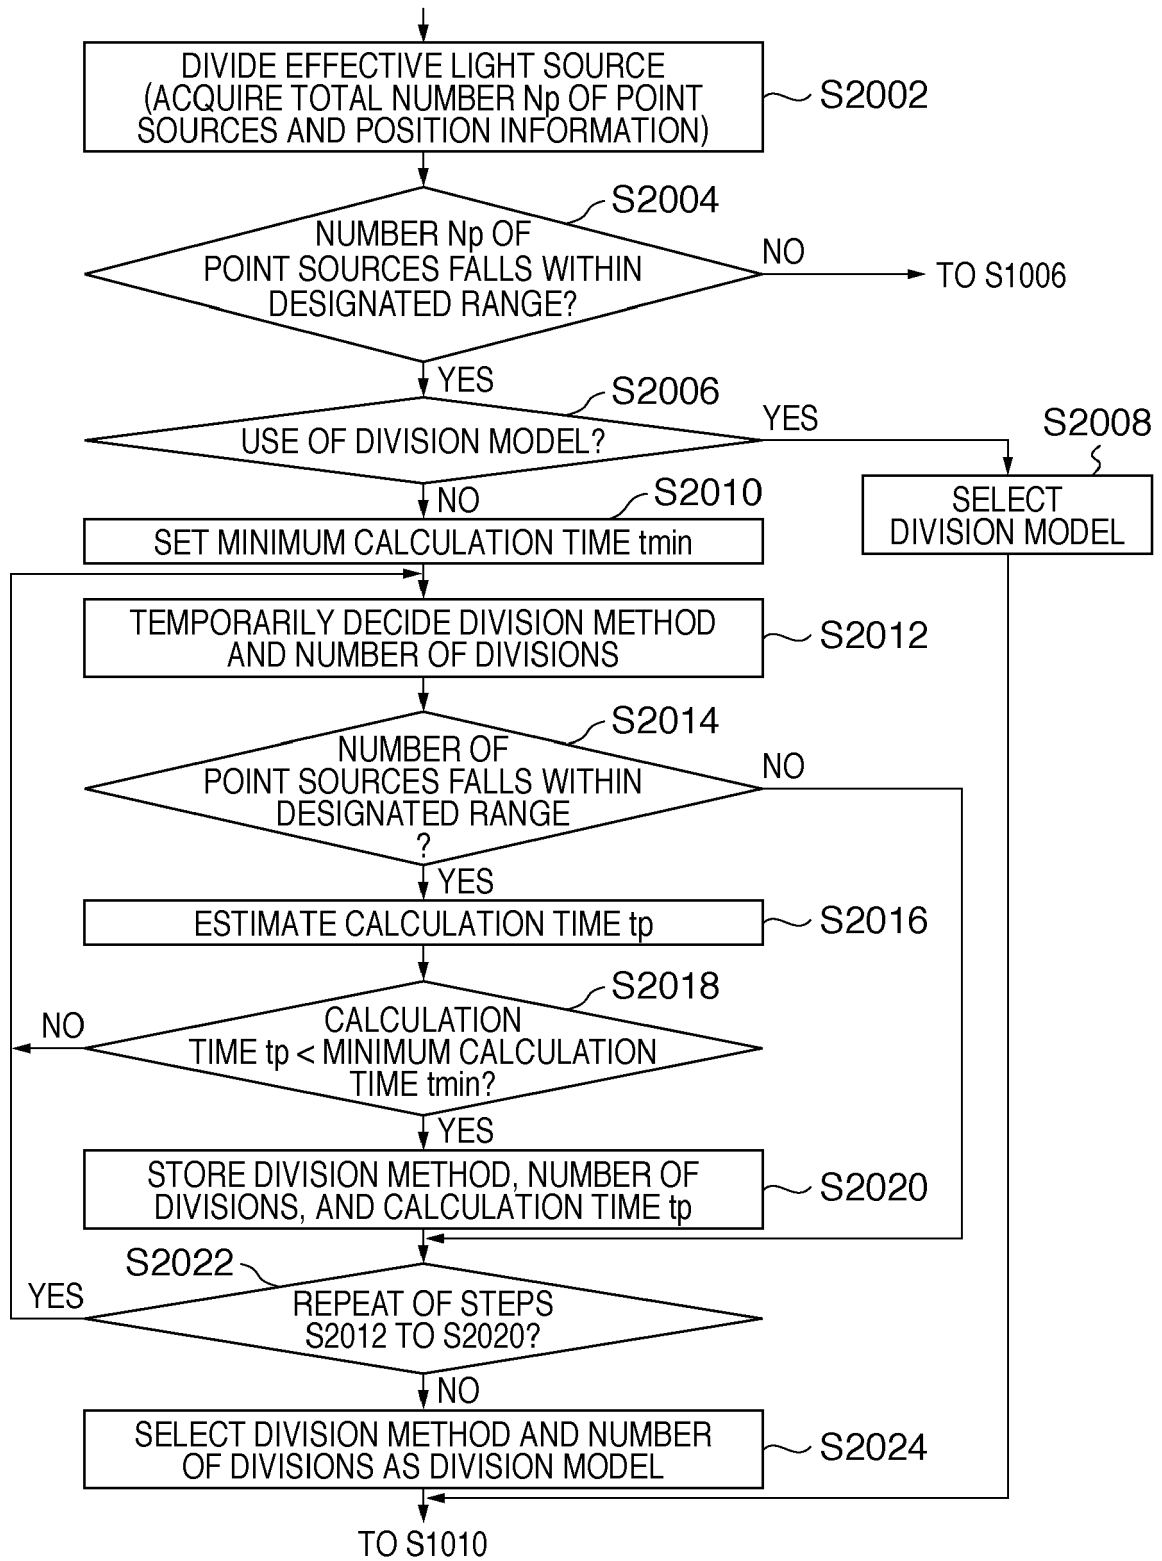 DIVIDE EFFECTIVE LIGHT SOURCE
(ACQUIRE TOTAL NUMBER Np OF POINT
SOURCES AND POSITION INFORMATION)
S2002
S2004
NUMBER Np OF
POINT SOURCES FALLS WITHIN
DESIGNATED RANGE?
NO
TO S1006
YES
S2006
USE OF DIVISION MODEL?
YES
S2008
SELECT
DIVISION MODEL
NO
S2010
SET MINIMUM CALCULATION TIME tmin
TEMPORARILY DECIDE DIVISION METHOD
AND NUMBER OF DIVISIONS
S2012
S2014
NUMBER OF
POINT SOURCES FALLS WITHIN
DESIGNATED RANGE
?
NO
YES
ESTIMATE CALCULATION TIME tp
S2016
S2018
CALCULATION
TIME tp < MINIMUM CALCULATION
TIME tmin?
NO
YES
STORE DIVISION METHOD, NUMBER OF
DIVISIONS, AND CALCULATION TIME tp
S2020
S2022
REPEAT OF STEPS
S2012 TO S2020?
YES
NO
SELECT DIVISION METHOD AND NUMBER
OF DIVISIONS AS DIVISION MODEL
S2024
TO S1010